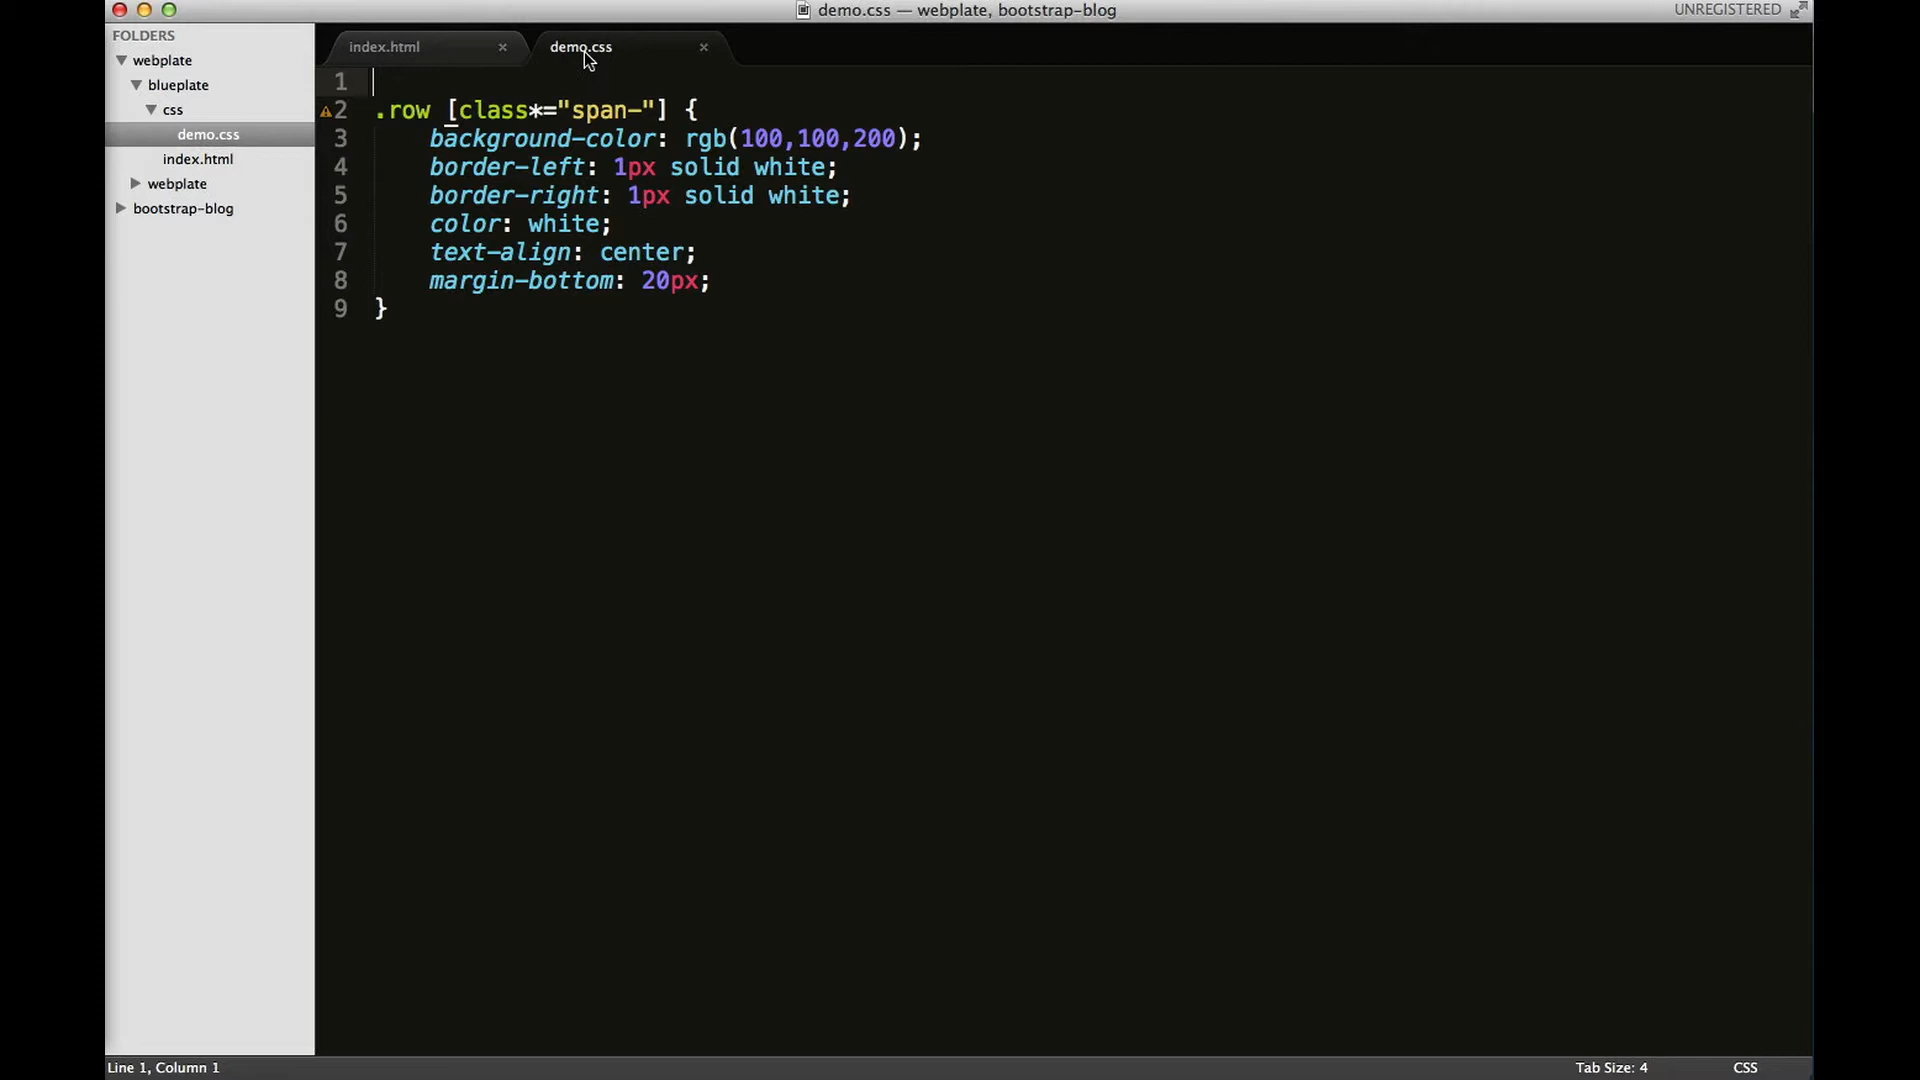 demo.css — webplate, bootstrap-blog
UNREGISTERED
FOLDERS
webplate
blueplate
css
demo.css
index.html
webplate
bootstrap-blog
index.html ×
demo.css ×
1
2 .row [class*="span-"] {
3 background-color: rgb(100,100,200);
4 border-left: 1px solid white;
5 border-right: 1px solid white;
6 color: white;
7 text-align: center;
8 margin-bottom: 20px;
9 }
Line 1, Column 1
Tab Size: 4
CSS